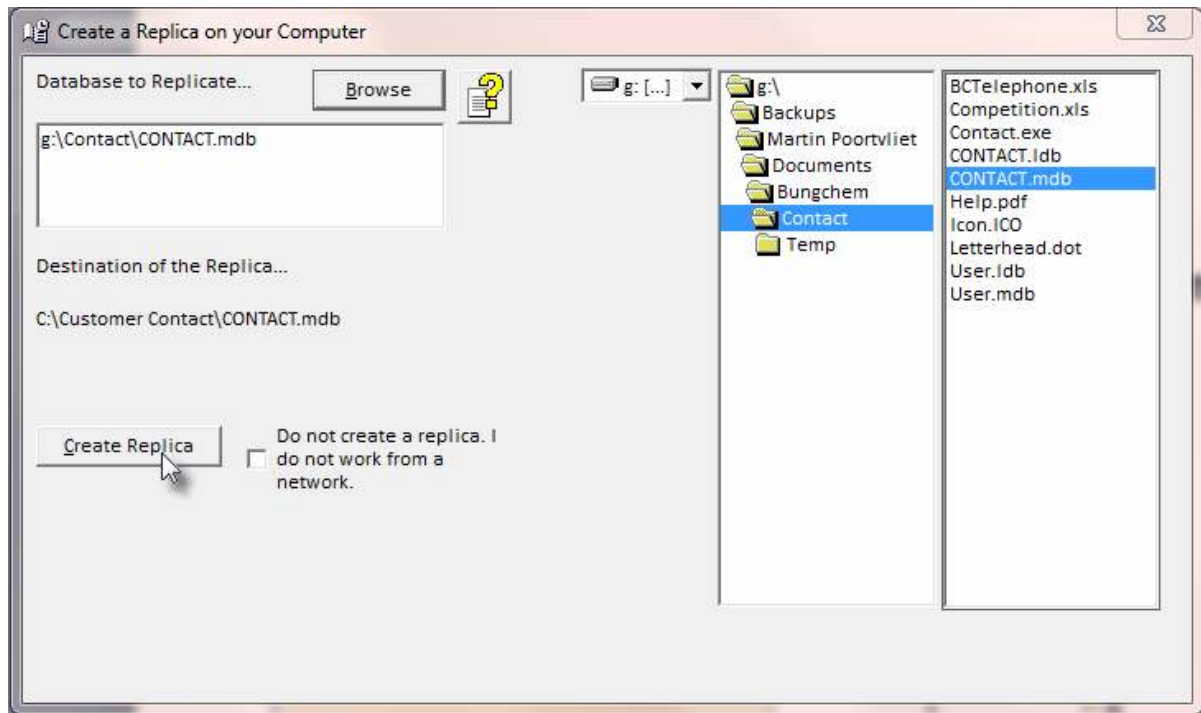 Create a Replica on your Computer
Database to Replicate...
Browse
g:\Contact\CONTACT.mdb
Destination of the Replica...
C:\Customer Contact\CONTACT.mdb
Create Replica
Do not create a replica. I
do not work from a
network.
g: [...]
g:\
Backups
Martin Poortvliet
Documents
Bungchem
Contact
Temp
BCTelephone.xls
Competition.xls
Contact.exe
CONTACT.ldb
CONTACT.mdb
Help.pdf
Icon.ICO
Letterhead.dot
User.ldb
User.mdb